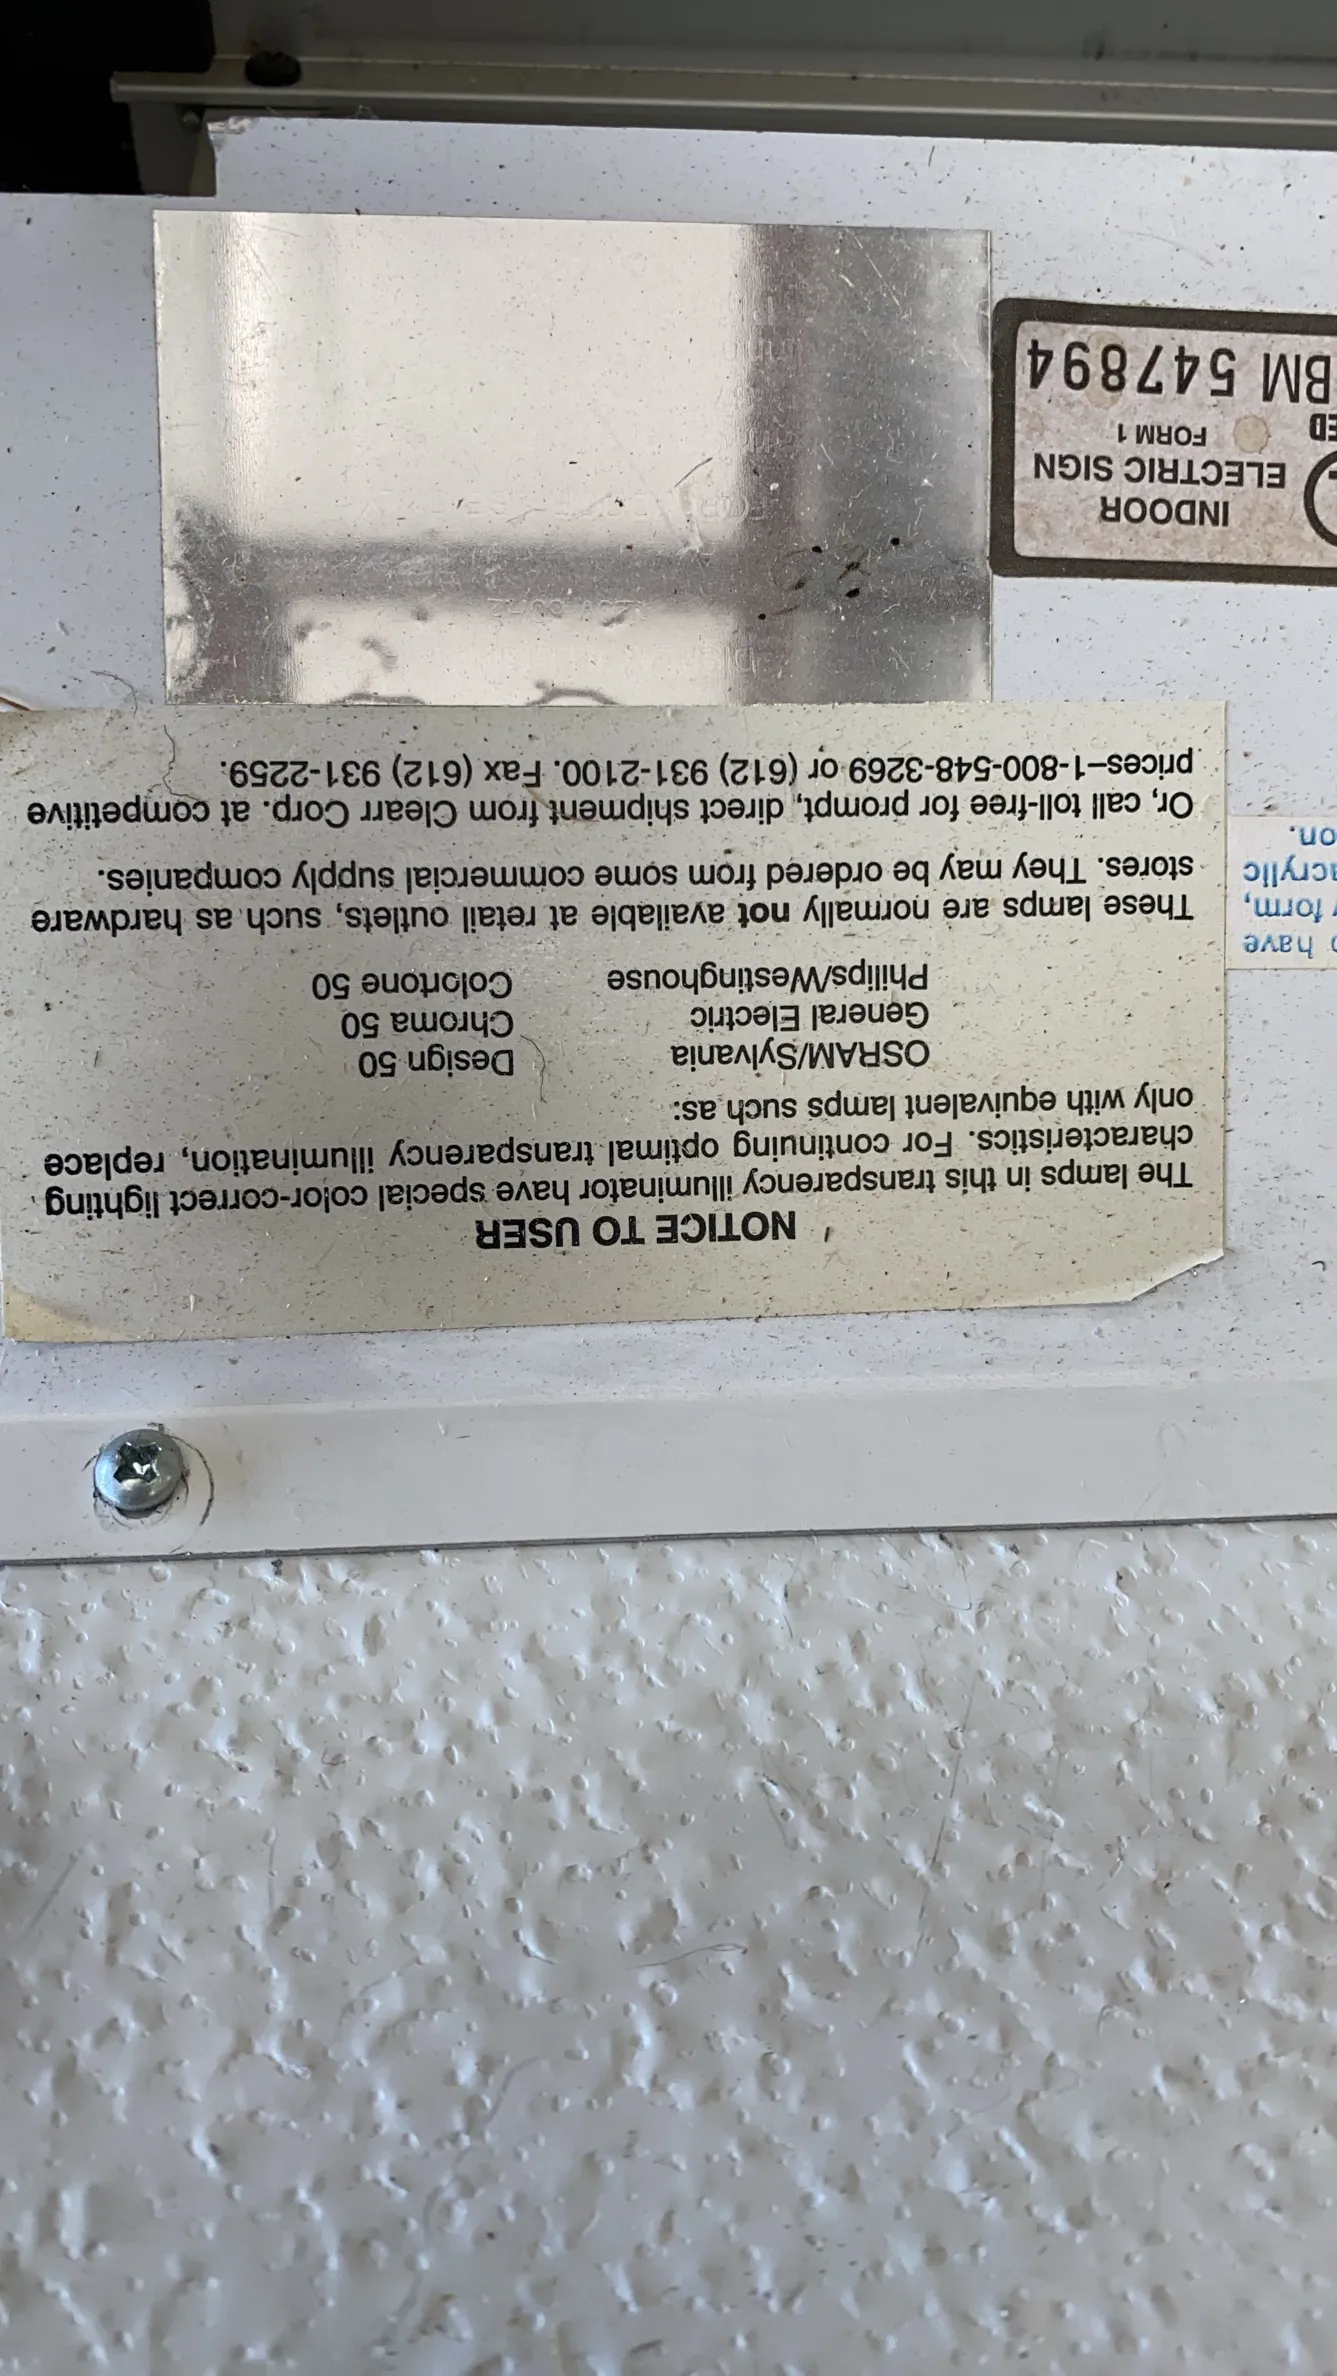 NOTICE TO USER
The lamps in this transparency illuminator have special color-correct lighting
characteristics. For continuing optimal transparency illumination, replace
only with equivalent lamps such as:
OSRAM/Sylvania Design 50
General Electric Chroma 50
Philips/Westinghouse Colortone 50
These lamps are normally not available at retail outlets, such as hardware
stores. They may be ordered from some commercial supply companies.
Or, call toll-free for prompt, direct shipment from Clearr Corp. at competitive
prices–1-800-548-3269 or (612) 931-2100. Fax (612) 931-2259.
have
form,
on.
INDOOR
ELECTRIC SIGN
FORM 1
BM 547894